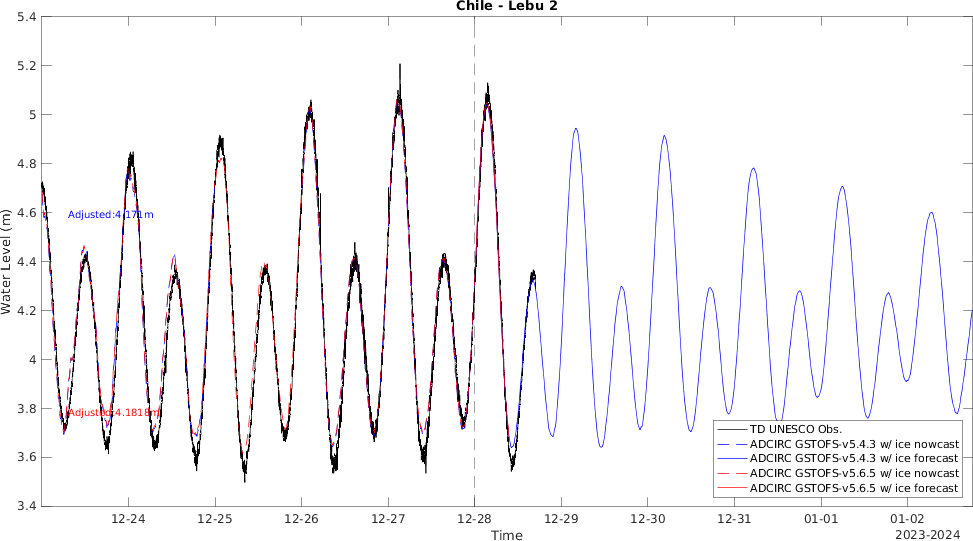 Chile - Lebu 2
5.4
5.2
5
4.8
4.6
4.4
4.2
4
3.8
3.6
3.4
Water Level (m)
Adjusted:4.171m
Adjusted:4.1818m
TD UNESCO Obs.
ADCIRC GSTOFS-v5.4.3 w/ ice nowcast
ADCIRC GSTOFS-v5.4.3 w/ ice forecast
ADCIRC GSTOFS-v5.6.5 w/ ice nowcast
ADCIRC GSTOFS-v5.6.5 w/ ice forecast
12-24 12-25 12-26 12-27 12-28 12-29 12-30 12-31 01-01 01-02
Time
2023-2024